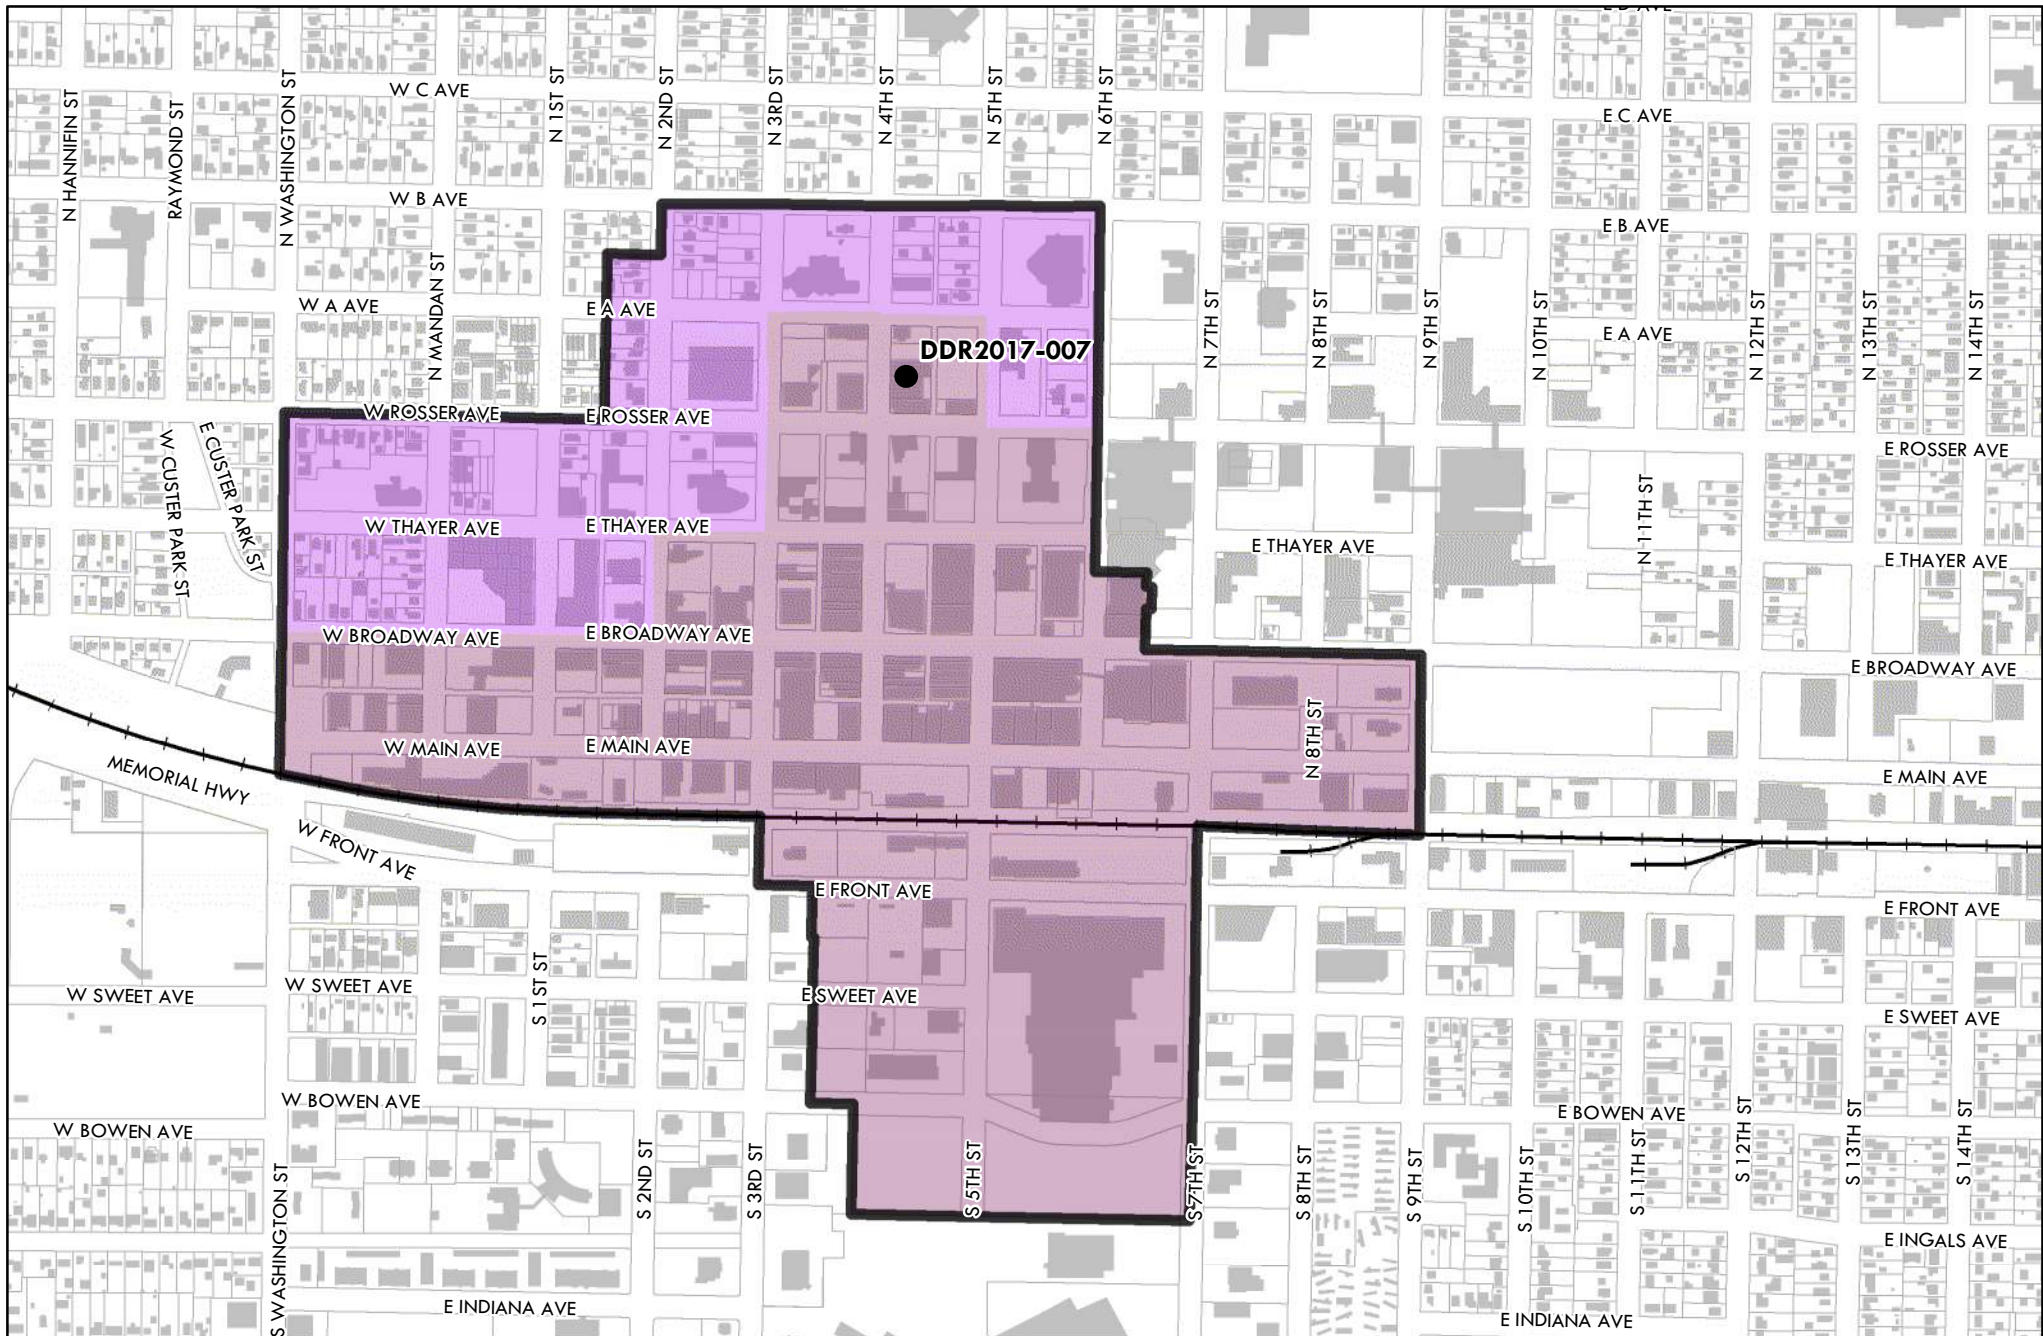 E D AVE
W C AVE
N 1ST ST
N 2ND ST
N 3RD ST
N 4TH ST
N 5TH ST
N 6TH ST
E C AVE
N HANNIFIN ST
RAYMOND ST
N WASHINGTON ST
W B AVE
E B AVE
N MANDAN ST
W A AVE
E A AVE
N 7TH ST
N 8TH ST
N 9TH ST
N 10TH ST
E A AVE
N 12TH ST
N 13TH ST
N 14TH ST
DDR2017-007
W ROSSER AVE
E ROSSER AVE
E ROSSER AVE
W CUSTER PARK ST
E CUSTER PARK ST
N 11TH ST
W THAYER AVE
E THAYER AVE
E THAYER AVE
E THAYER AVE
W BROADWAY AVE
E BROADWAY AVE
E BROADWAY AVE
N 8TH ST
W MAIN AVE
E MAIN AVE
E MAIN AVE
MEMORIAL HWY
W FRONT AVE
E FRONT AVE
E FRONT AVE
S 1ST ST
W SWEET AVE
W SWEET AVE
E SWEET AVE
E SWEET AVE
W BOWEN AVE
W BOWEN AVE
E BOWEN AVE
S WASHINGTON ST
S 2ND ST
S 3RD ST
S 5TH ST
S 7TH ST
S 8TH ST
S 9TH ST
S 10TH ST
S 11TH ST
S 12TH ST
S 13TH ST
S 14TH ST
E INGALS AVE
E INDIANA AVE
E INDIANA AVE